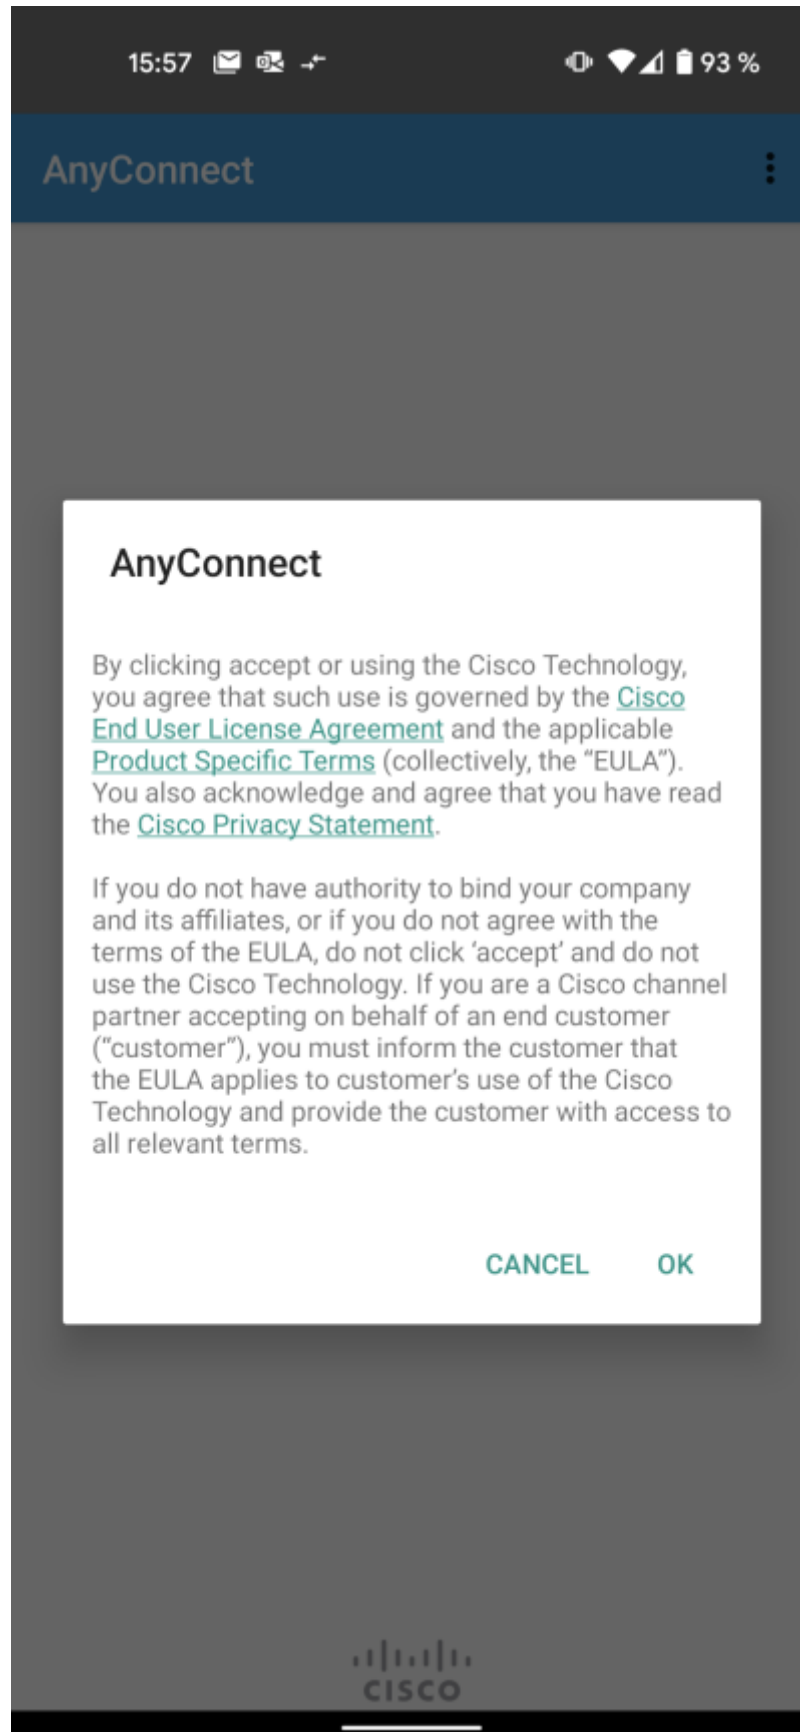 15:57
93 %
AnyConnect
AnyConnect
By clicking accept or using the Cisco Technology,
you agree that such use is governed by the Cisco
End User License Agreement and the applicable
Product Specific Terms (collectively, the “EULA”).
You also acknowledge and agree that you have read
the Cisco Privacy Statement.
If you do not have authority to bind your company
and its affiliates, or if you do not agree with the
terms of the EULA, do not click ‘accept’ and do not
use the Cisco Technology. If you are a Cisco channel
partner accepting on behalf of an end customer
(“customer”), you must inform the customer that
the EULA applies to customer’s use of the Cisco
Technology and provide the customer with access to
all relevant terms.
CANCEL OK
CISCO